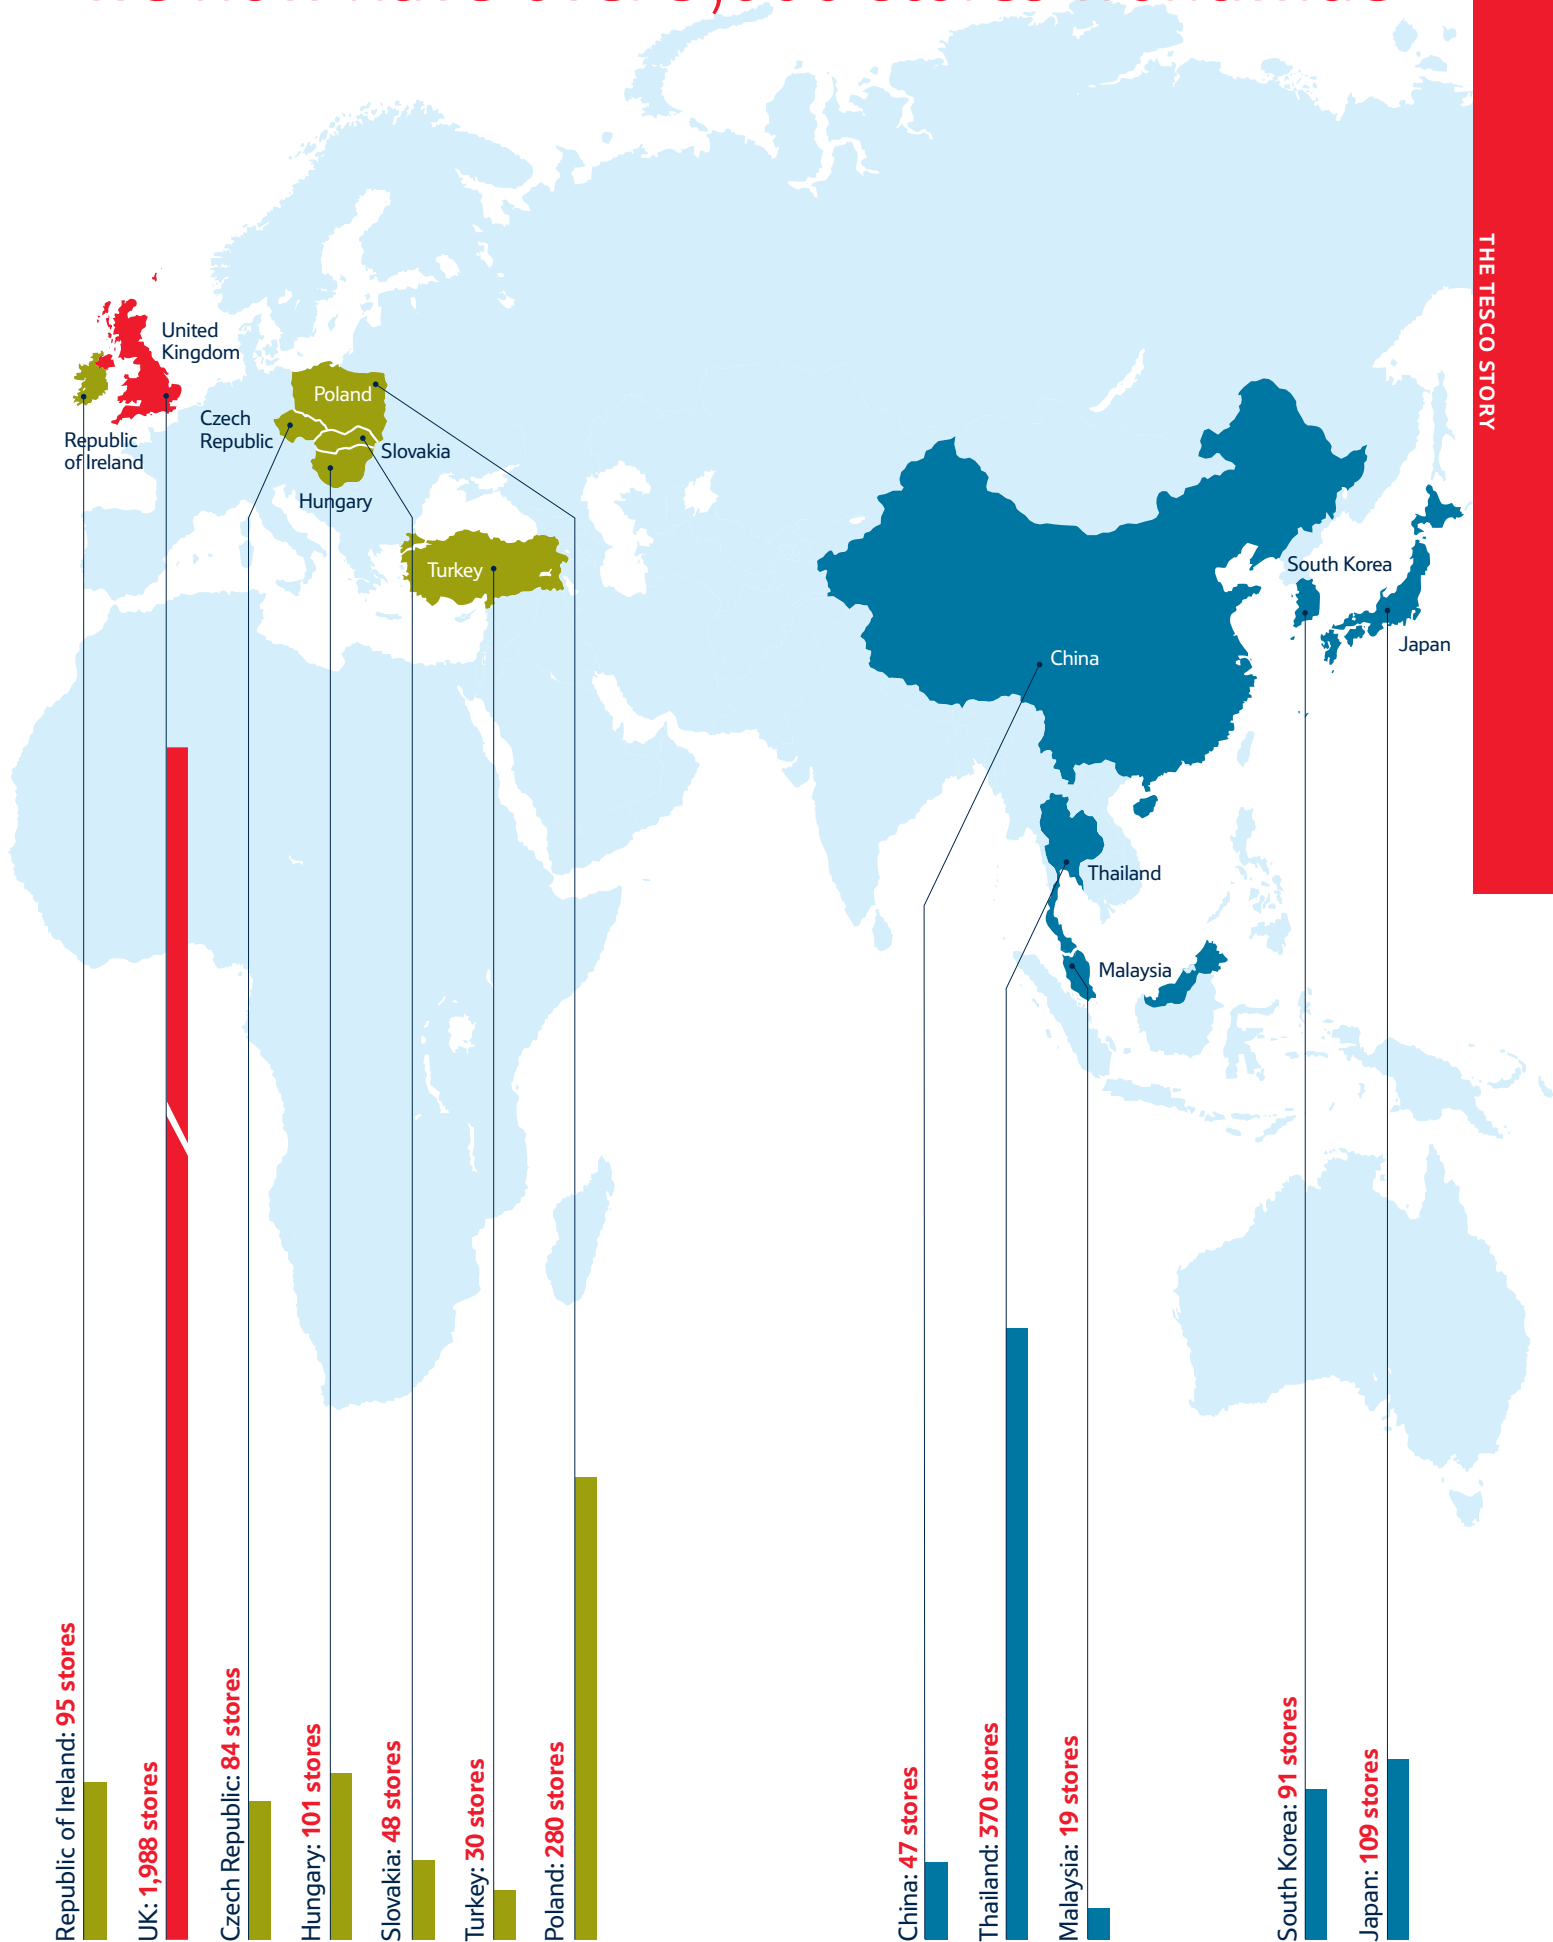 THE TESCO STORY
United
Kingdom
Republic
of Ireland
Czech
Republic
Poland
Slovakia
Hungary
Turkey
China
South Korea
Japan
Thailand
Malaysia
Republic of Ireland: 95 stores
UK: 1,988 stores
Czech Republic: 84 stores
Hungary: 101 stores
Slovakia: 48 stores
Turkey: 30 stores
Poland: 280 stores
China: 47 stores
Thailand: 370 stores
Malaysia: 19 stores
South Korea: 91 stores
Japan: 109 stores